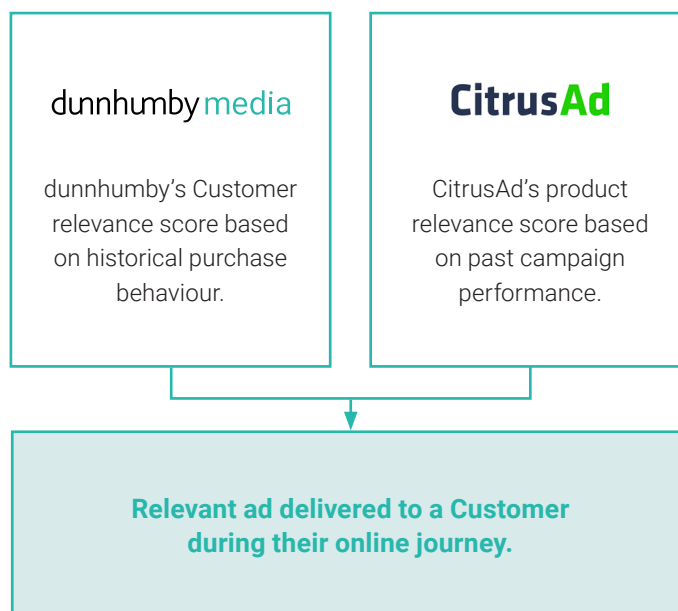 dunnhumby media
dunnhumby’s Customer
relevance score based
on historical purchase
behaviour.
CitrusAd
CitrusAd’s product
relevance score based
on past campaign
performance.
Relevant ad delivered to a Customer
during their online journey.